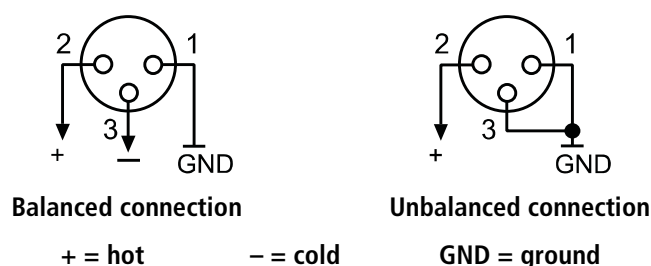 2 1 2 1
3 3
+ – GND + GND
Balanced connection Unbalanced connection
+ = hot – = cold GND = ground